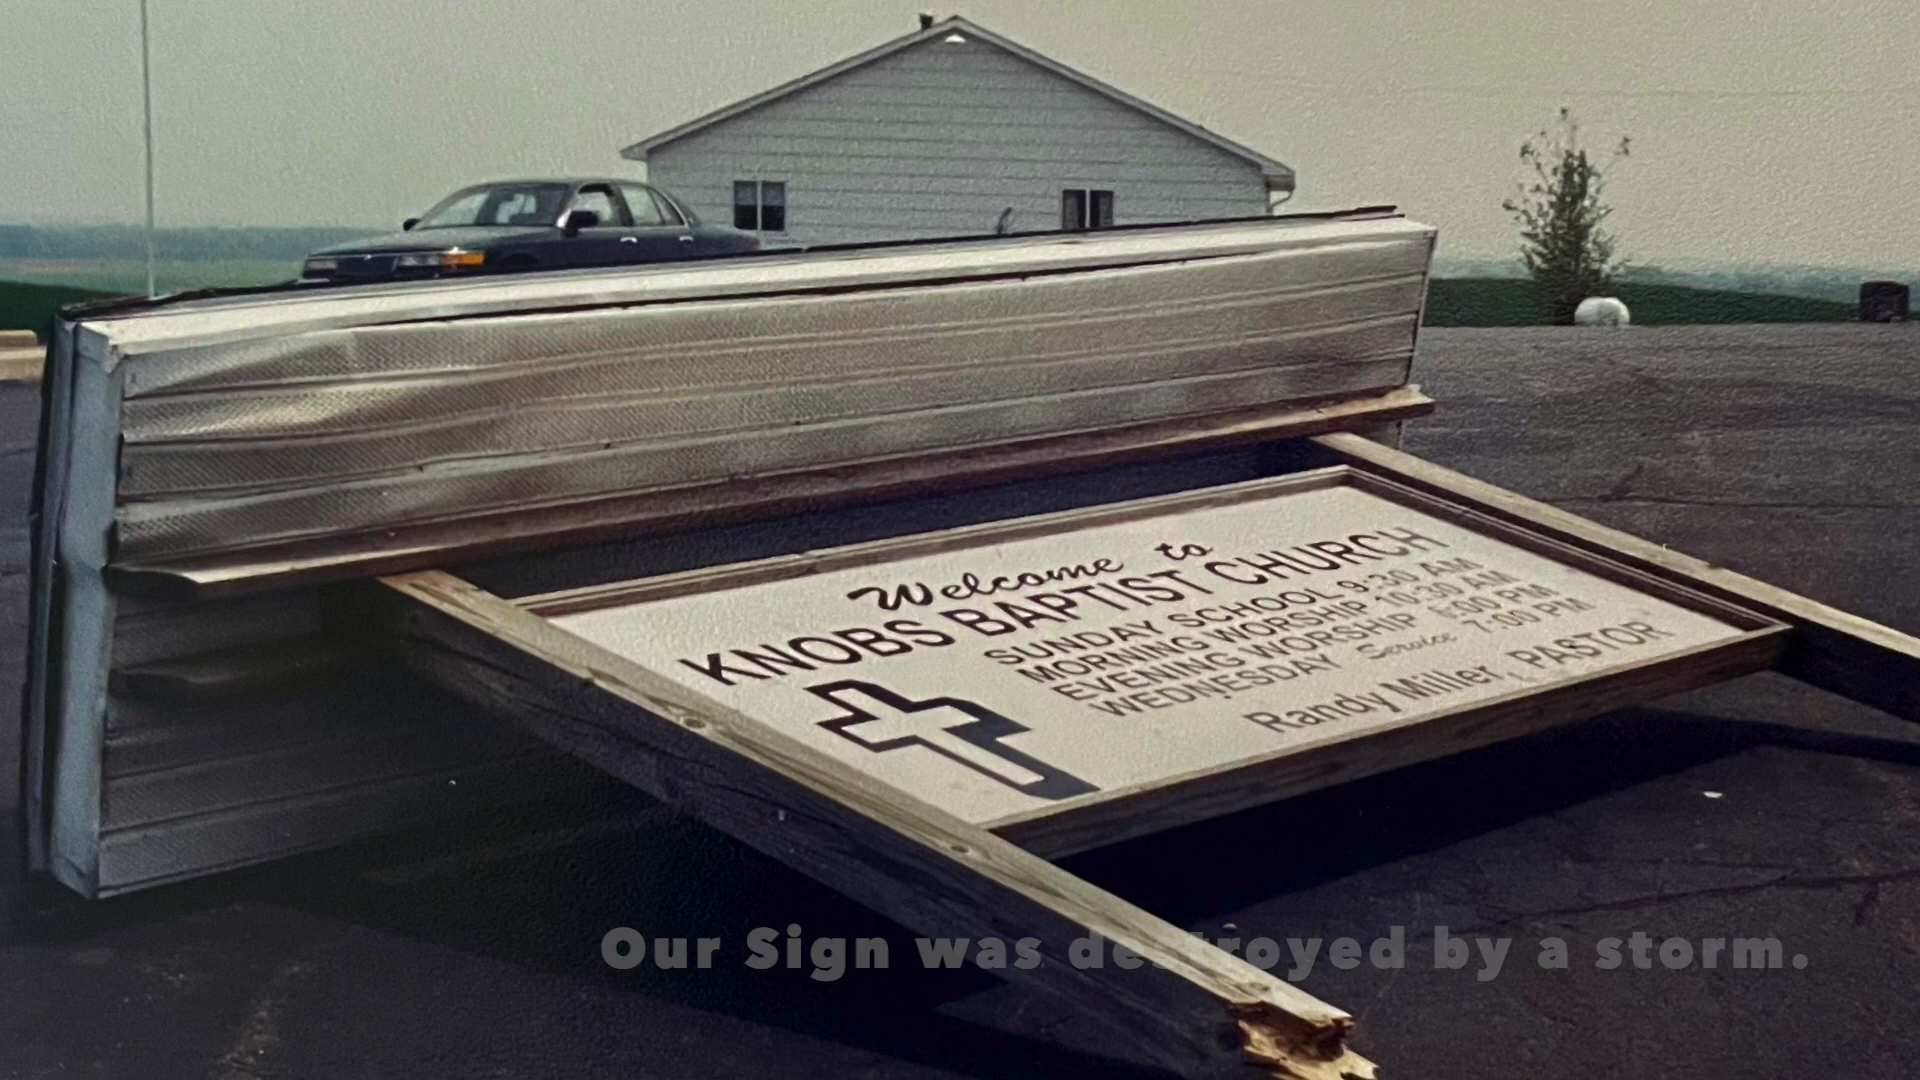 Welcome to
KNOBS BAPTIST CHURCH
SUNDAY SCHOOL 9:30 AM
MORNING WORSHIP 10:30 AM
EVENING WORSHIP 6:00 PM
WEDNESDAY Service 7:00 PM
Randy Miller, PASTOR
Our Sign was destroyed by a storm.